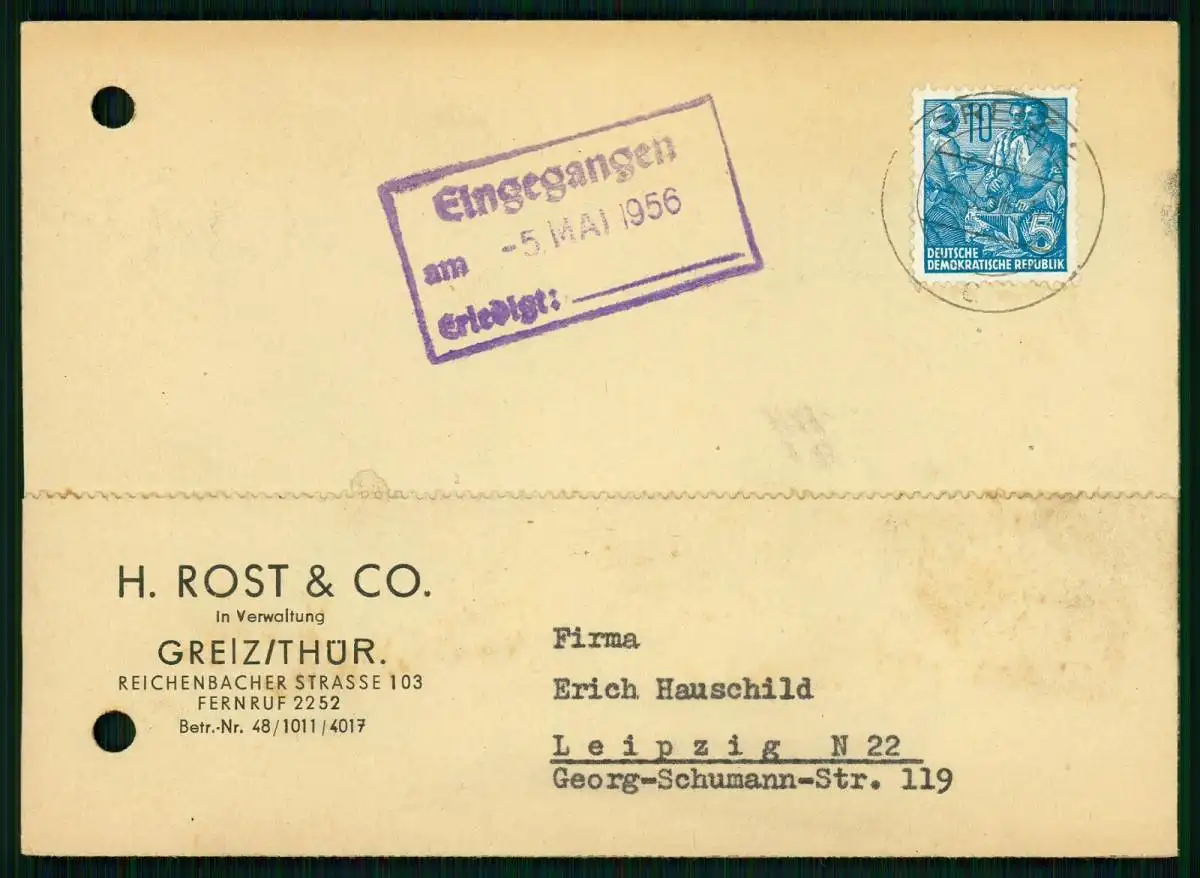 Eingegangen
am -5. MAI 1956
Erledigt:
10
5
DEUTSCHE
DEMOKRATISCHE REPUBLIK
H. ROST & CO.
In Verwaltung
GREIZ/THÜR.
REICHENBACHER STRASSE 103
FERNRUF 2252
Betr.-Nr. 48/1011/4017
Firma
Erich Hauschild
Leipzig N 22
Georg-Schumann-Str. 119